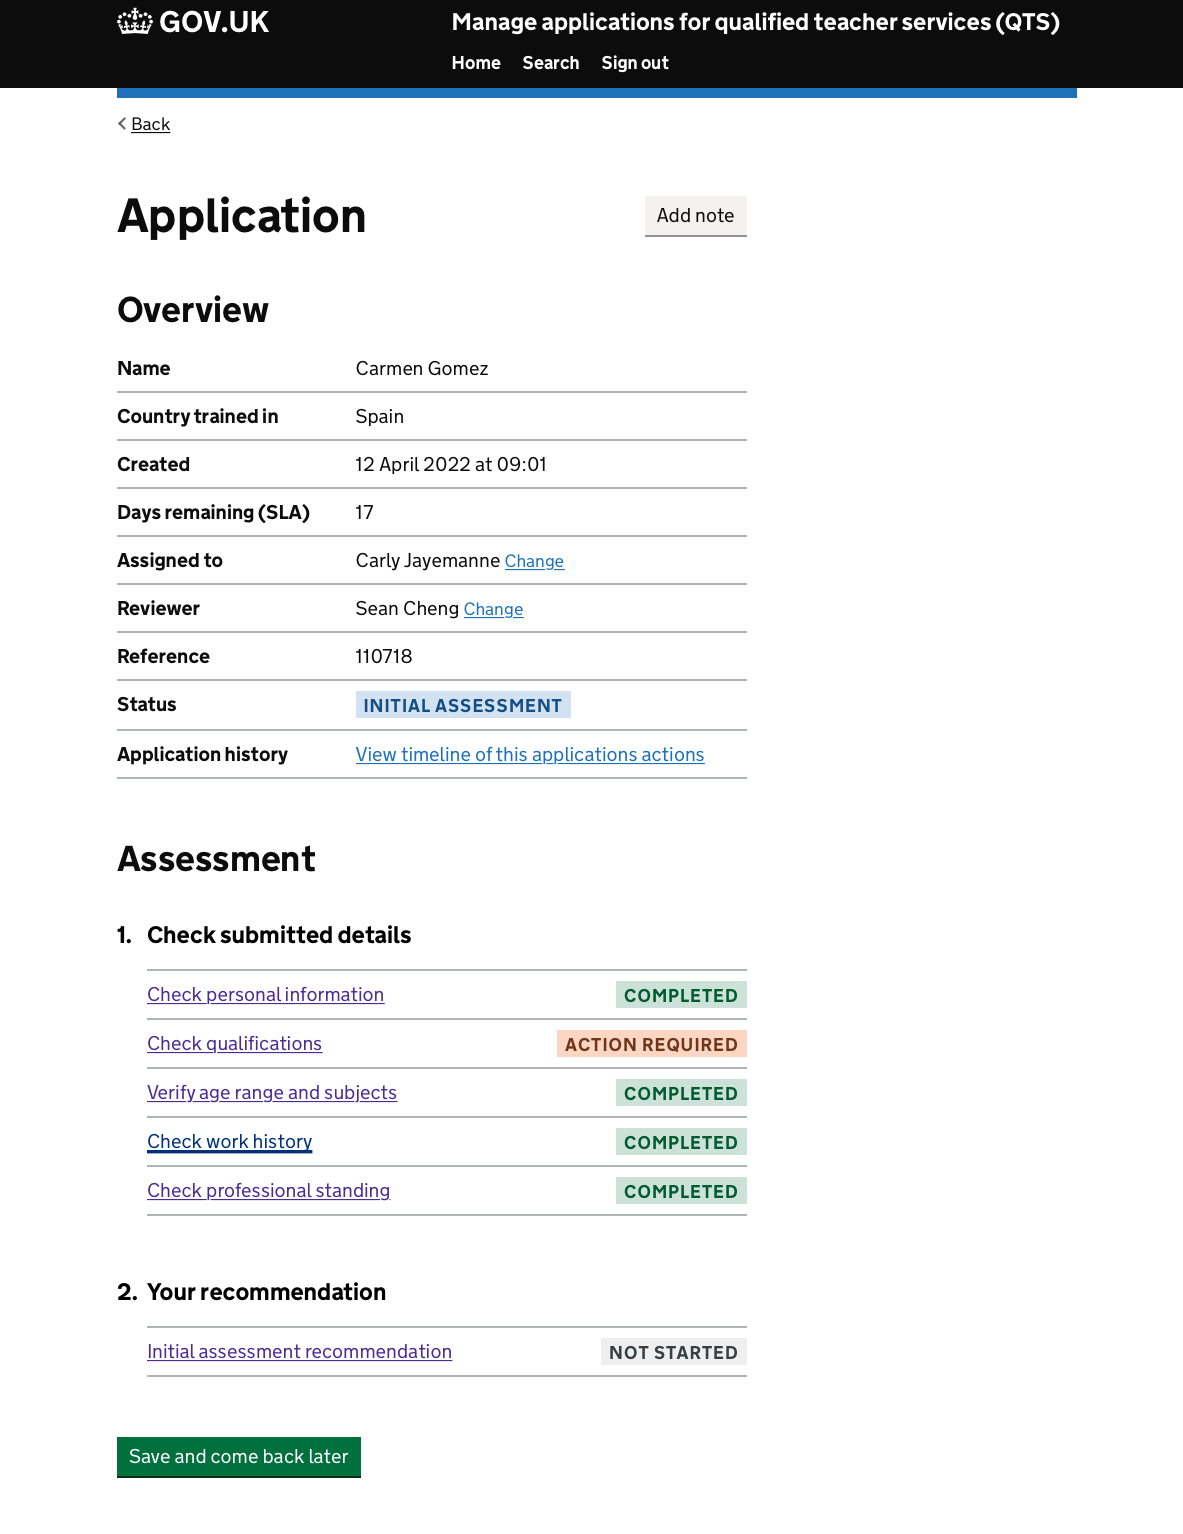 GOV.UK
Manage applications for qualified teacher services (QTS)
Home Search Sign out
Back
Application
Add note
Overview
Name Carmen Gomez
Country trained in Spain
Created 12 April 2022 at 09:01
Days remaining (SLA) 17
Assigned to Carly Jayemanne Change
Reviewer Sean Cheng Change
Reference 110718
Status INITIAL ASSESSMENT
Application history View timeline of this applications actions
Assessment
1. Check submitted details
Check personal information COMPLETED
Check qualifications ACTION REQUIRED
Verify age range and subjects COMPLETED
Check work history COMPLETED
Check professional standing COMPLETED
2. Your recommendation
Initial assessment recommendation NOT STARTED
Save and come back later